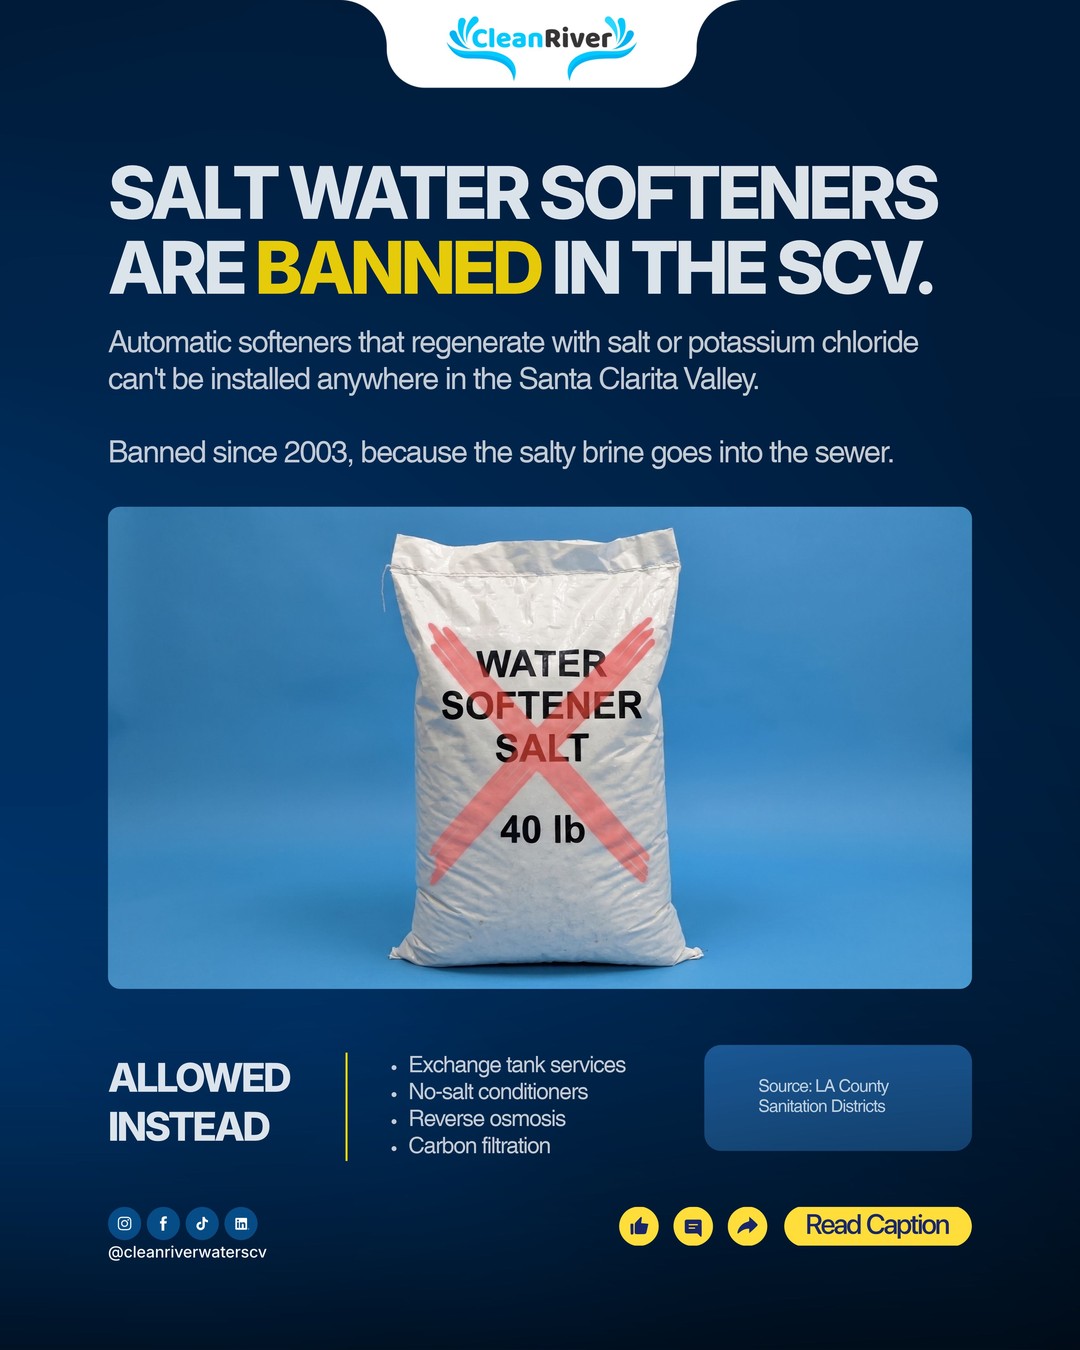 CleanRiver
SALT WATER SOFTENERS
ARE BANNED IN THE SCV.
Automatic softeners that regenerate with salt or potassium chloride
can't be installed anywhere in the Santa Clarita Valley.
Banned since 2003, because the salty brine goes into the sewer.
WATER
SOFTENER
SALT
40 lb
ALLOWED
INSTEAD
• Exchange tank services
• No-salt conditioners
• Reverse osmosis
• Carbon filtration
Source: LA County
Sanitation Districts
@cleanriverwaterscv
Read Caption